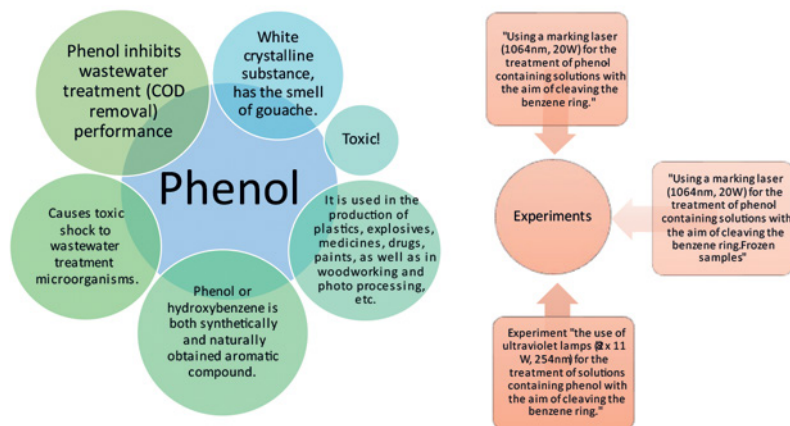 Phenol inhibits
wastewater
treatment (COD
removal)
performance
White
crystalline
substance,
has the smell
of gouache.
Toxic!
Phenol
It is used in the
production of
plastics, explosives,
medicines, drugs,
paints, as well as in
woodworking and
photo processing,
etc.
Causes toxic
shock to
wastewater
treatment
microorganisms.
Phenol or
hydroxybenzene is
both synthetically
and naturally
obtained aromatic
compound.
"Using a marking laser
(1064nm, 20W) for the
treatment of phenol
containing solutions with
the aim of cleaving the
benzene ring."
Experiments
"Using a marking laser
(1064nm, 20W) for the
treatment of phenol
containing solutions with
the aim of cleaving the
benzene ring.Frozen
samples"
Experiment "the use of
ultraviolet lamps x 11
W, 254nm) for the
treatment of solutions
containing phenol with
the aim of cleaving the
benzene ring."